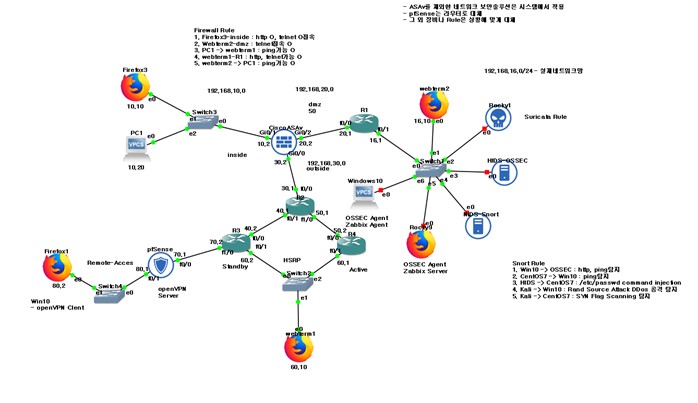 - ASAv를 제외한 네트워크 보안솔루션은 시스템에서 적용
- pfSense는 라우터로 대체
- 그 외 장비나 Rule은 상황에 맞게 대체
Firewall Rule
1, Firefox3-inside : http O, telnet O접속
2, Webterm2-dmz : telnet접속 O
3, PC1 -> webterm1 : ping가능 O
4, webterm1-R1 : http, telnet가능 O
5, webterm2 -> PC1 : ping가능 O
192,168,16,0/24 - 실제네트워크망
Firefox3
e0
10,10
192,168,10,0
192,168,20,0
dmz
50
webterm2
16,10
e0
Rocky1
e0
Suricata Rule
Switch3
e1
e0
e2
PC1
e0
VPCS
10,20
CiscoASAv
Gi0/1
10,2
Gi0/2
20,2
Gi0/0
30,2
inside
192,168,30,0
outside
R1
f0/0
20,1
f0/1
16,1
Switch1
e1
e2
e0
e3
e6
e4
e5
HIDS-OSSEC
e0
Windows10
VPCS
e0
OSSEC Agent
Zabbix Agent
NIDS-Snort
e0
Rocky9
e0
OSSEC Agent
Zabbix Server
R2
30,1
f0/0
40,1
f0/1
50,1
f1/0
R3
40,2
f0/0
70,2
f1/0
60,2
f0/1
Standby
R4
50,2
f0/0
60,1
f0/1
Active
HSRP
Switch2
e1
e2
e0
webterm1
e0
60,10
Firefox1
e0
80,2
Remote-Acces
Switch4
e1
e0
pfSense
80,1
f0/1
70,1
f0/0
openVPN
Server
Win10
- openVPN Client
Snort Rule
1, Win10 -> OSSEC : http, ping탐지
2, CentOS7 -> Win10 : ping탐지
3, HIDS -> CentOS7 : /etc/passwd command injection
4, Kali -> Win10 : Rand Source Attack DDos 공격 탐지
5, Kali -> CentOS7 : SYN Flag Scanning 탐지